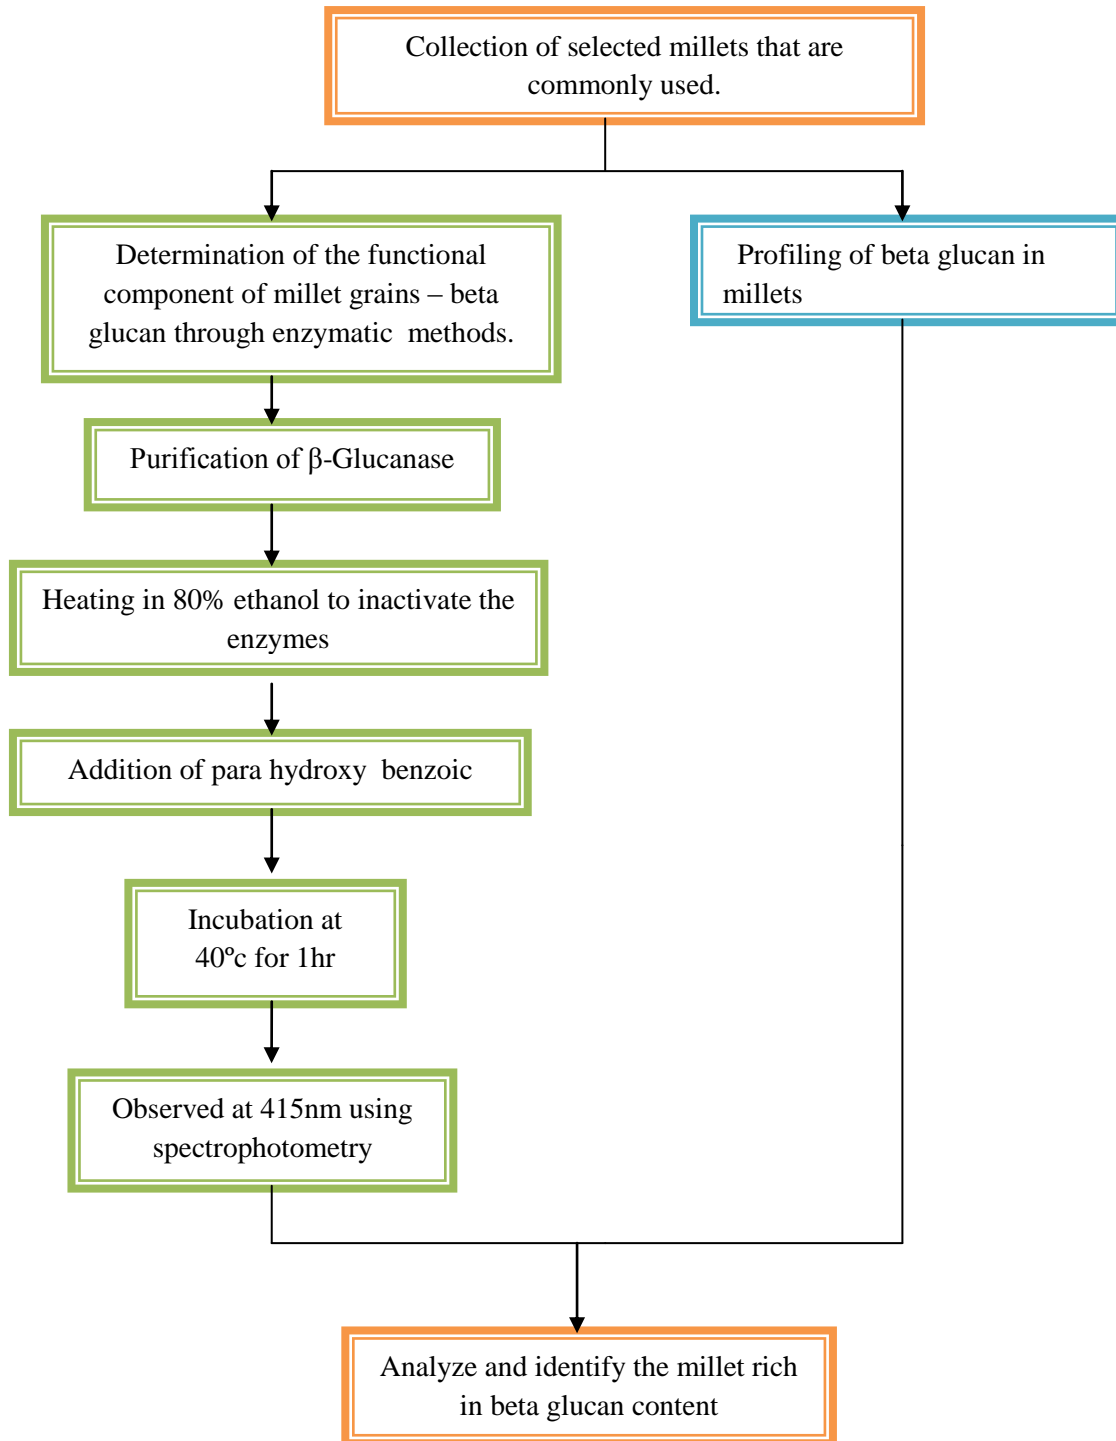 Collection of selected millets that are
commonly used.
Determination of the functional
component of millet grains – beta
glucan through enzymatic methods.
Profiling of beta glucan in
millets
Purification of β-Glucanase
Heating in 80% ethanol to inactivate the
enzymes
Addition of para hydroxy benzoic
Incubation at
40ºc for 1hr
Observed at 415nm using
spectrophotometry
Analyze and identify the millet rich
in beta glucan content